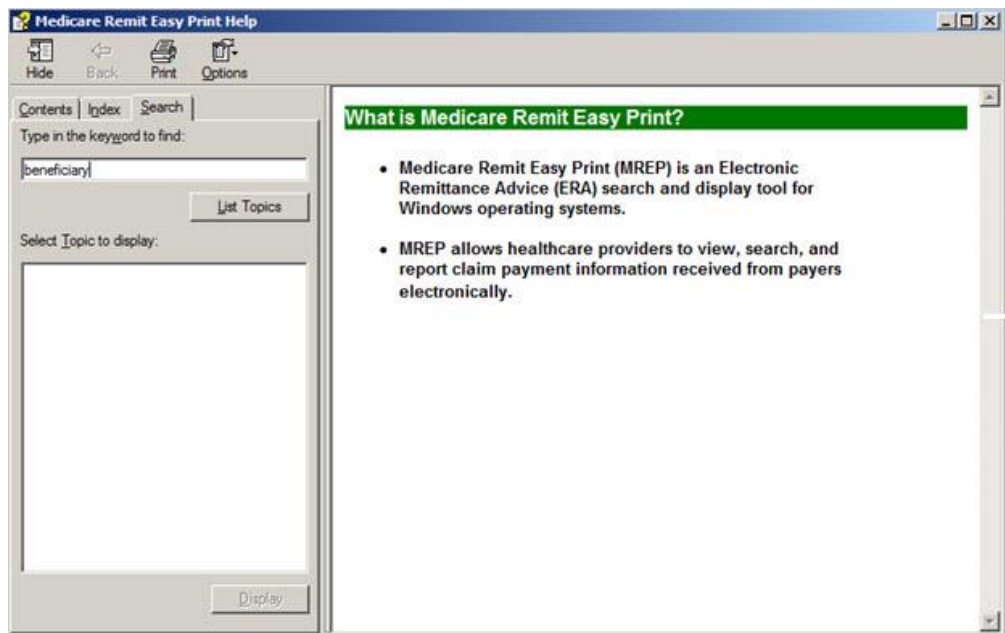 Medicare Remit Easy Print Help
Hide Back Print Options
Contents Index Search
Type in the keyword to find:
beneficiary
List Topics
Select Topic to display:
Display
What is Medicare Remit Easy Print?
• Medicare Remit Easy Print (MREP) is an Electronic
Remittance Advice (ERA) search and display tool for
Windows operating systems.
• MREP allows healthcare providers to view, search, and
report claim payment information received from payers
electronically.